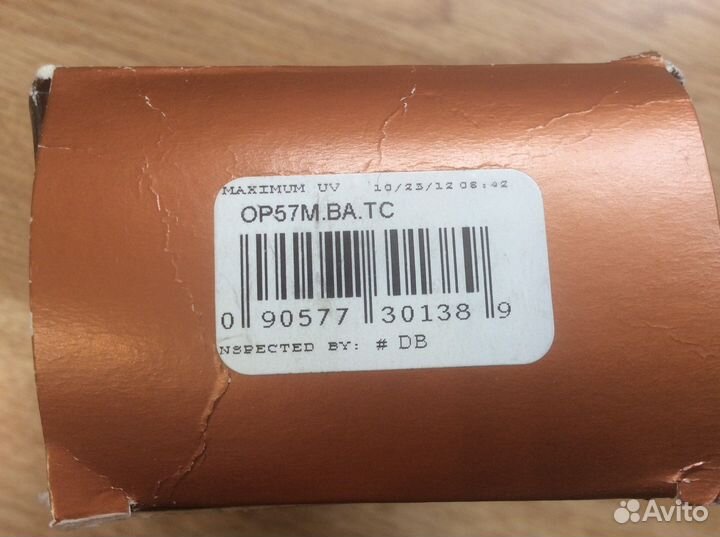 MAXIMUM UV 10/23/12 08:42
OP57M.BA.TC
0 90577 30138 9
NSPECTED BY: # DB
Avito